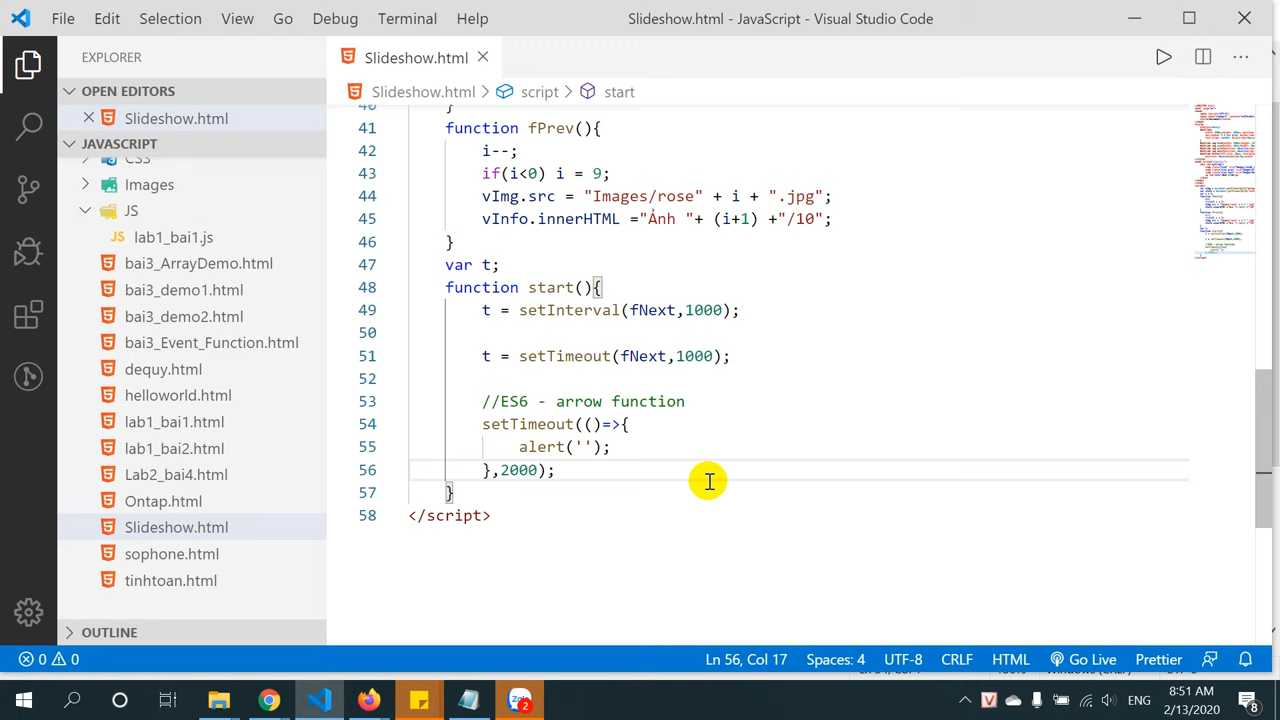 File Edit Selection View Go Debug Terminal Help Slideshow.html - JavaScript - Visual Studio Code
EXPLORER
OPEN EDITORS
Slideshow.html
JAVASCRIPT
CSS
Images
JS
JS lab1_bai1.js
bai3_ArrayDemo.html
bai3_demo1.html
bai3_demo2.html
bai3_Event_Function.html
dequy.html
helloworld.html
lab1_bai1.html
lab1_bai2.html
Lab2_bai4.html
Ontap.html
Slideshow.html
sophone.html
tinhtoan.html
OUTLINE
Slideshow.html
Slideshow.html > script > start
40 }
41 function fPrev(){
42 i--;
43 if(i<0) i = 9;
44 vImg.src = "Images/rose" + i + ".jpg";
45 vInfo.innerHTML ="Ảnh "+ (i+1) +"/10";
46 }
47 var t;
48 function start(){
49 t = setInterval(fNext,1000);
50
51 t = setTimeout(fNext,1000);
52
53 //ES6 - arrow function
54 setTimeout(()=>{
55 alert('');
56 },2000);
57 }
58 </script>
0 0 Ln 56, Col 17 Spaces: 4 UTF-8 CRLF HTML Go Live Prettier
Zalo 2 ENG 8:51 AM
2/13/2020 8